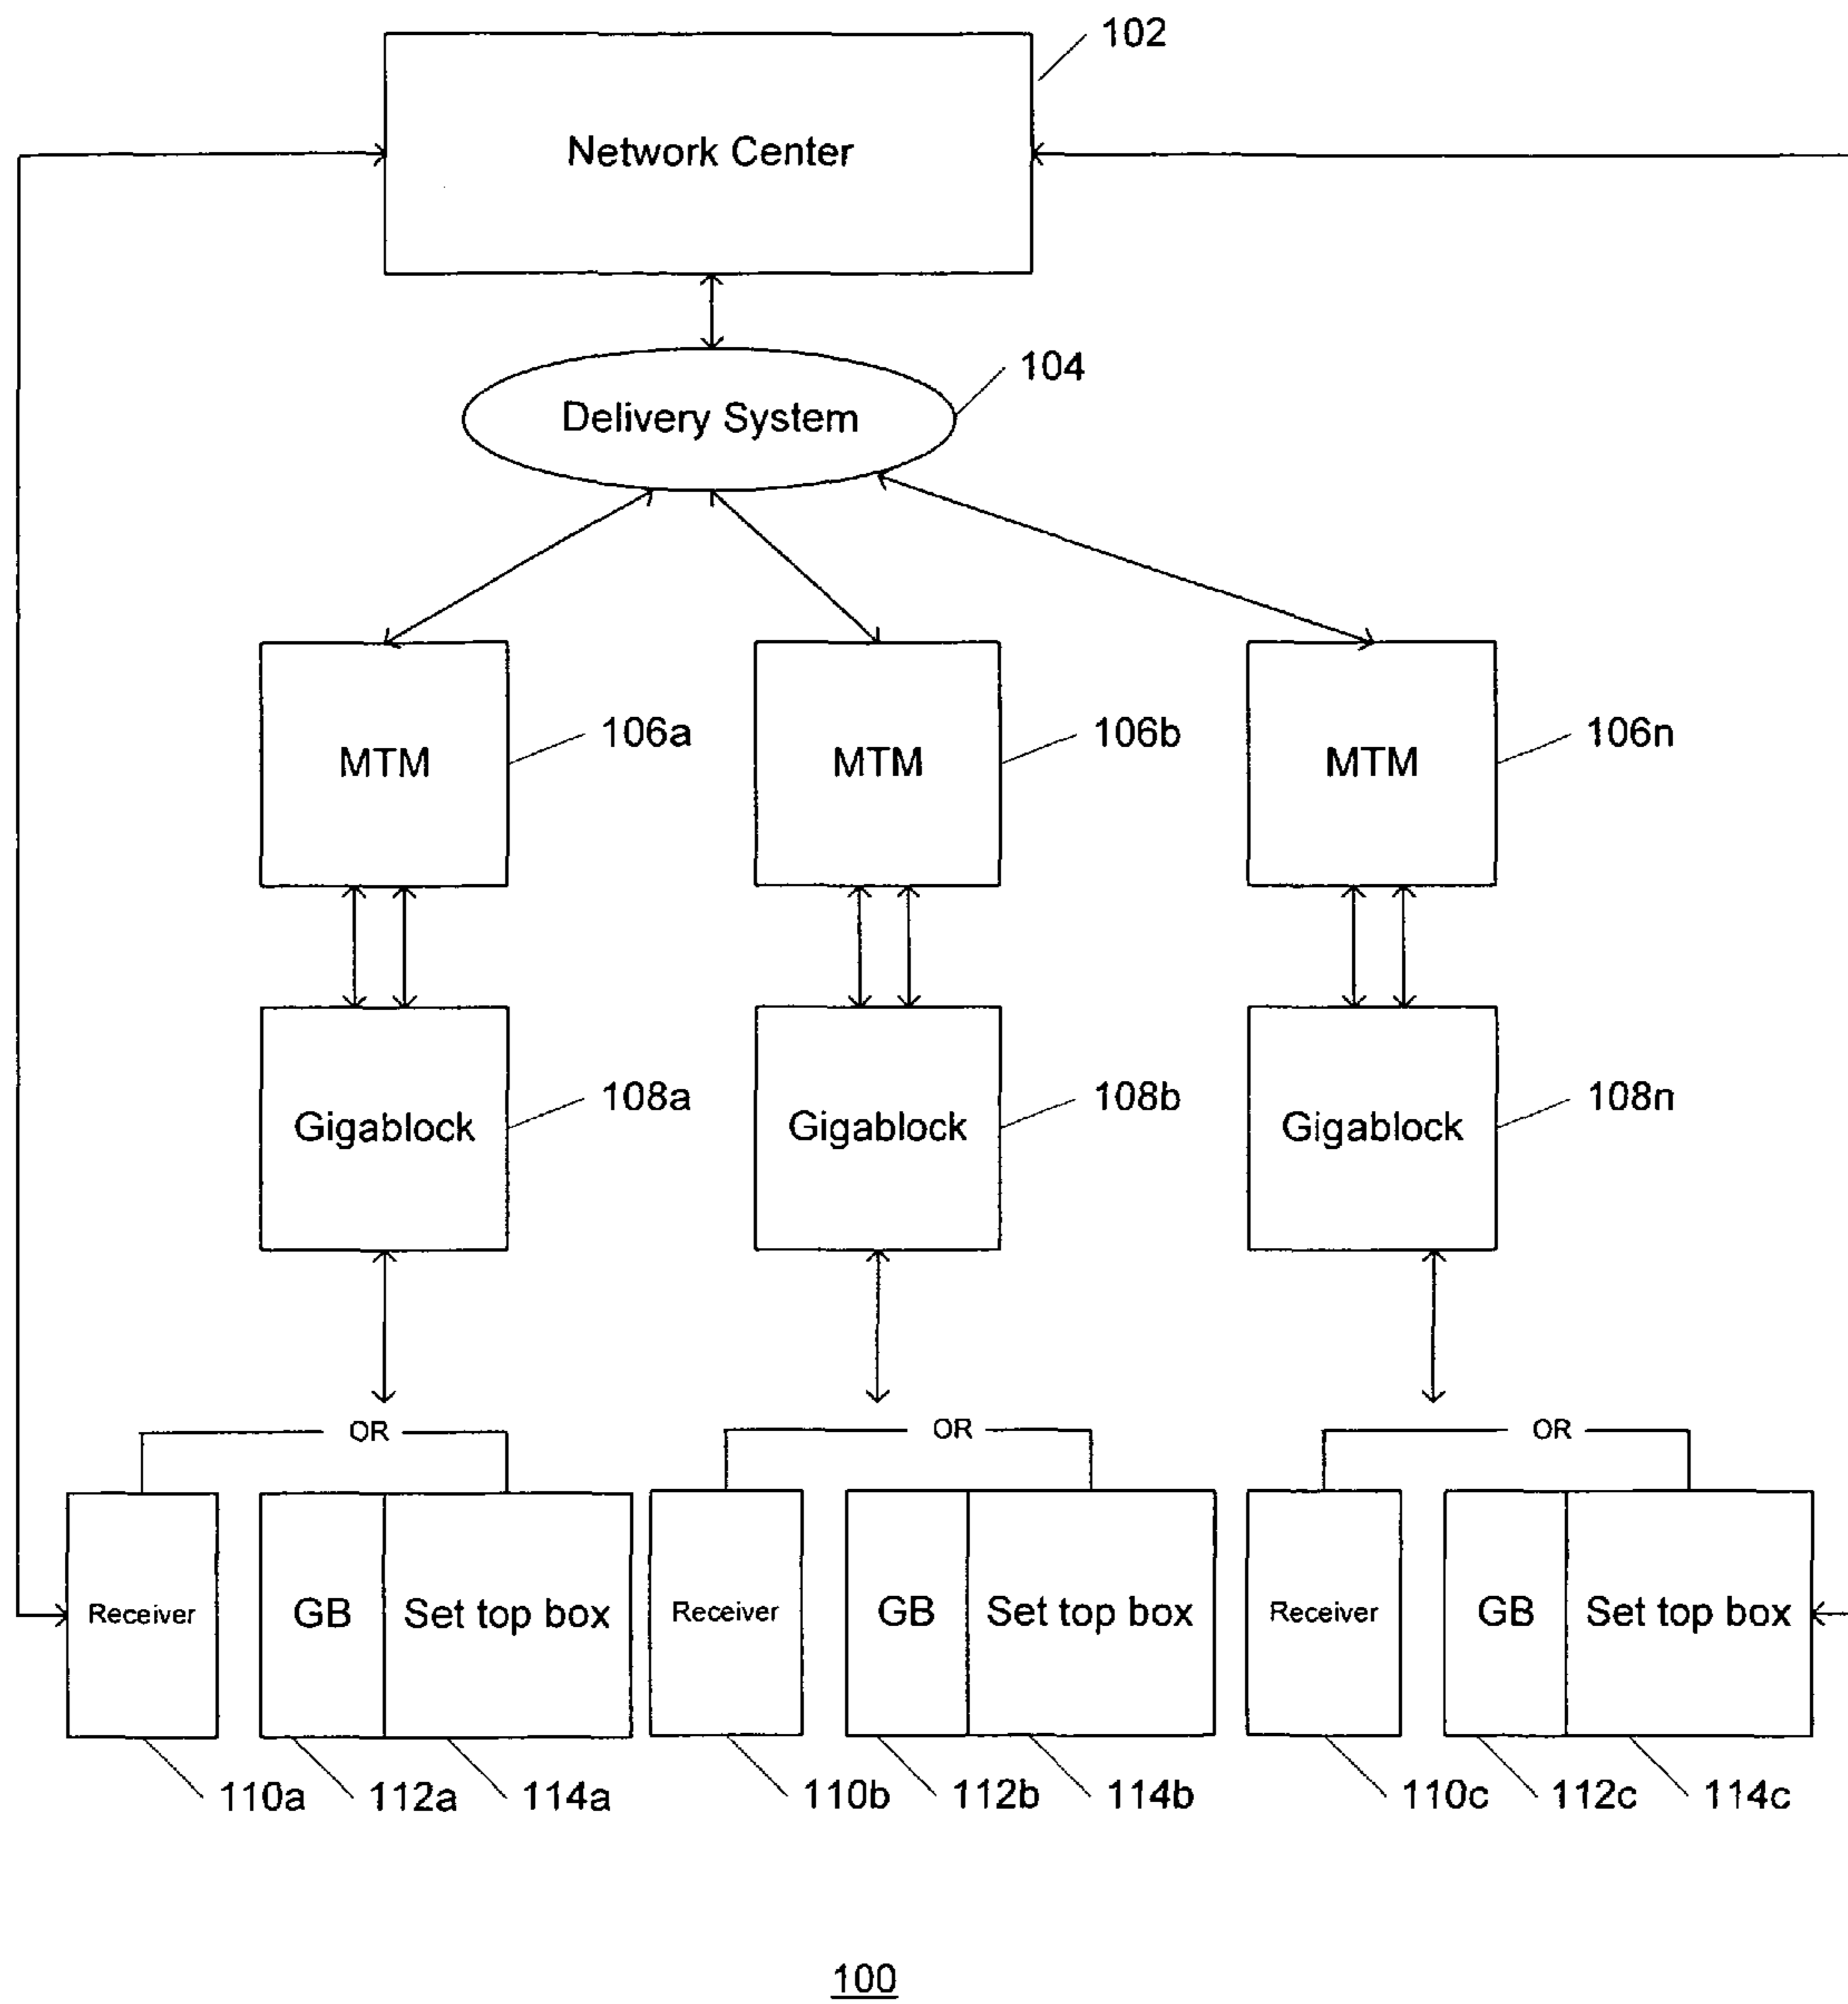 102
Network Center
104
Delivery System
106a
106b
106n
MTM
MTM
MTM
108a
108b
108n
Gigablock
Gigablock
Gigablock
OR
OR
OR
Receiver
GB
Set top box
Receiver
GB
Set top box
Receiver
GB
Set top box
110a
112a
114a
110b
112b
114b
110c
112c
114c
100